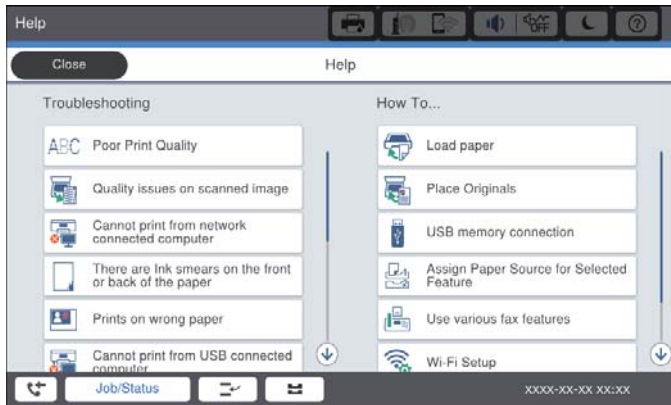 Help
OFF
Close
Help
Troubleshooting
How To...
ABC
Poor Print Quality
Load paper
Quality issues on scanned image
Place Originals
Cannot print from network
connected computer
USB memory connection
There are Ink smears on the front
or back of the paper
Assign Paper Source for Selected
Feature
Prints on wrong paper
Use various fax features
Cannot print from USB connected
computer
Wi-Fi Setup
Job/Status
XXXX-XX-XX XX:XX